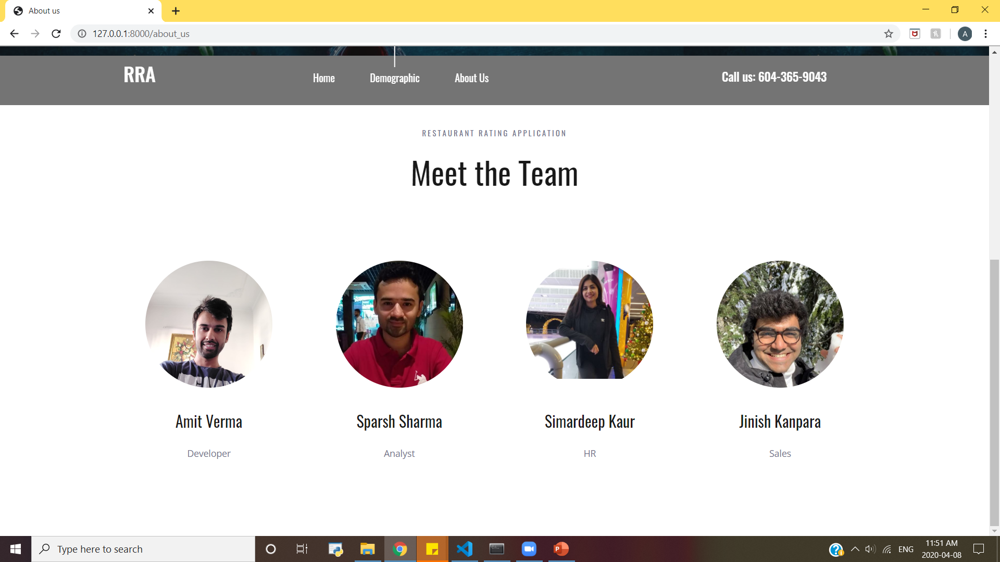 About us
127.0.0.1:8000/about_us
A
RRA
Home
Demographic
About Us
Call us: 604-365-9043
RESTAURANT RATING APPLICATION
Meet the Team
Amit Verma
Sparsh Sharma
Simardeep Kaur
Jinish Kanpara
Developer
Analyst
HR
Sales
Type here to search
ENG
11:51 AM
2020-04-08